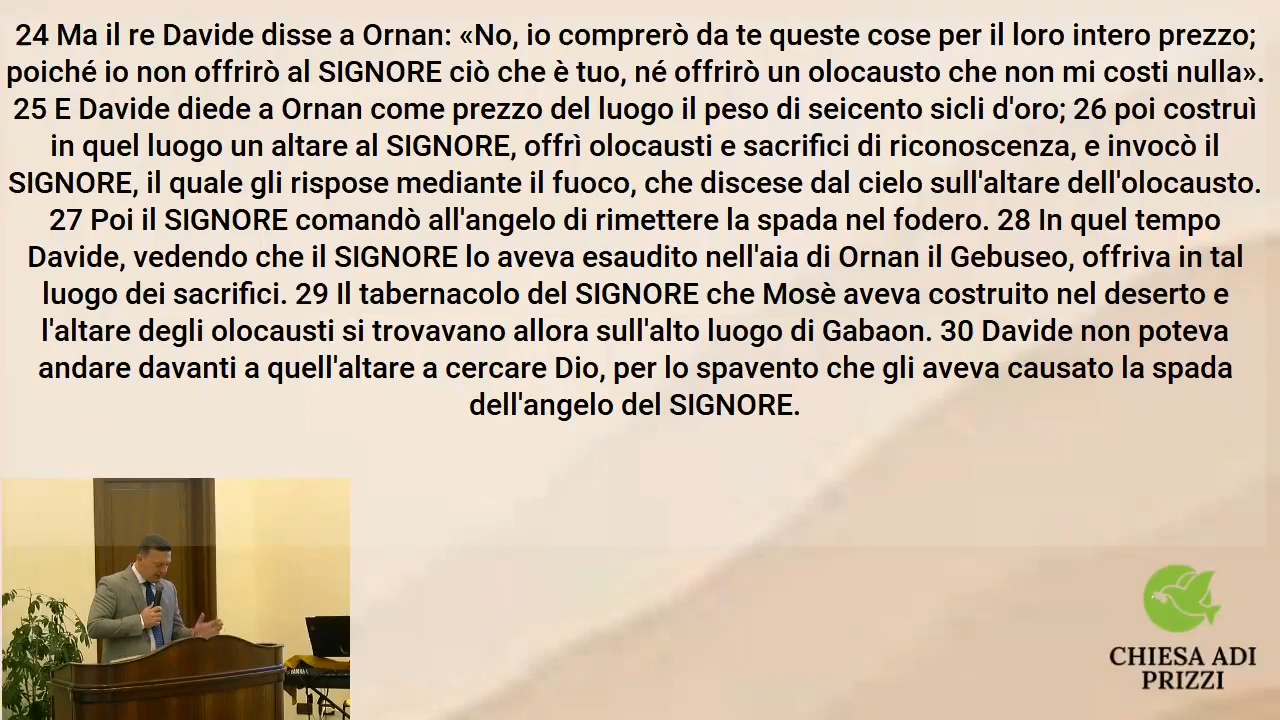 24 Ma il re Davide disse a Ornan: «No, io comprerò da te queste cose per il loro intero prezzo;
poiché io non offrirò al SIGNORE ciò che è tuo, né offrirò un olocausto che non mi costi nulla».
25 E Davide diede a Ornan come prezzo del luogo il peso di seicento sicli d'oro; 26 poi costruì
in quel luogo un altare al SIGNORE, offrì olocausti e sacrifici di riconoscenza, e invocò il
SIGNORE, il quale gli rispose mediante il fuoco, che discese dal cielo sull'altare dell'olocausto.
27 Poi il SIGNORE comandò all'angelo di rimettere la spada nel fodero. 28 In quel tempo
Davide, vedendo che il SIGNORE lo aveva esaudito nell'aia di Ornan il Gebuseo, offriva in tal
luogo dei sacrifici. 29 Il tabernacolo del SIGNORE che Mosè aveva costruito nel deserto e
l'altare degli olocausti si trovavano allora sull'alto luogo di Gabaon. 30 Davide non poteva
andare davanti a quell'altare a cercare Dio, per lo spavento che gli aveva causato la spada
dell'angelo del SIGNORE.
YAMAHA
CHIESA ADI
PRIZZI